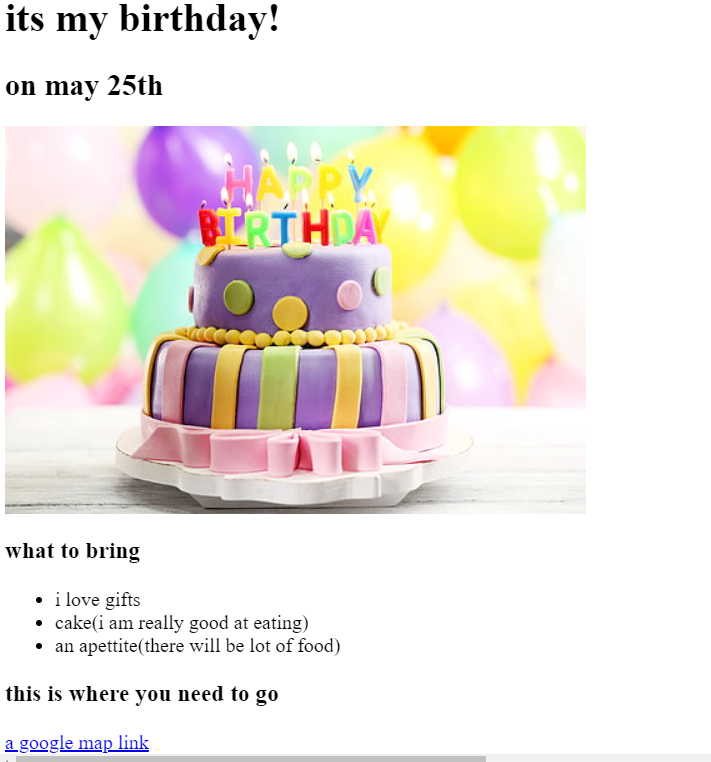 its my birthday!
on may 25th
HAPPY
BIRTHDAY
what to bring
i love gifts
cake(i am really good at eating)
an apettite(there will be lot of food)
this is where you need to go
a google map link